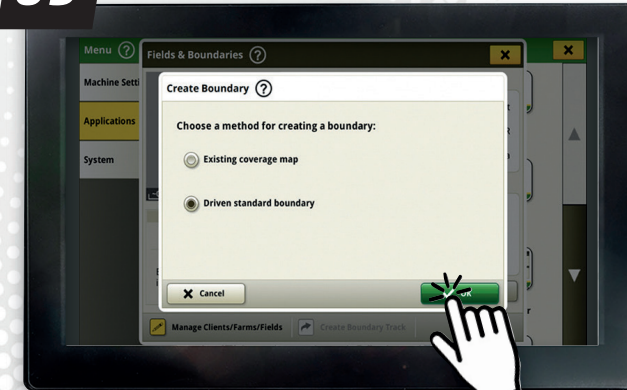 Menu ?
Fields & Boundaries ?
Machine Setti
Create Boundary ?
Applications
Choose a method for creating a boundary:
System
Existing coverage map
Driven standard boundary
Cancel
OK
Manage Clients/Farms/Fields
Create Boundary Track